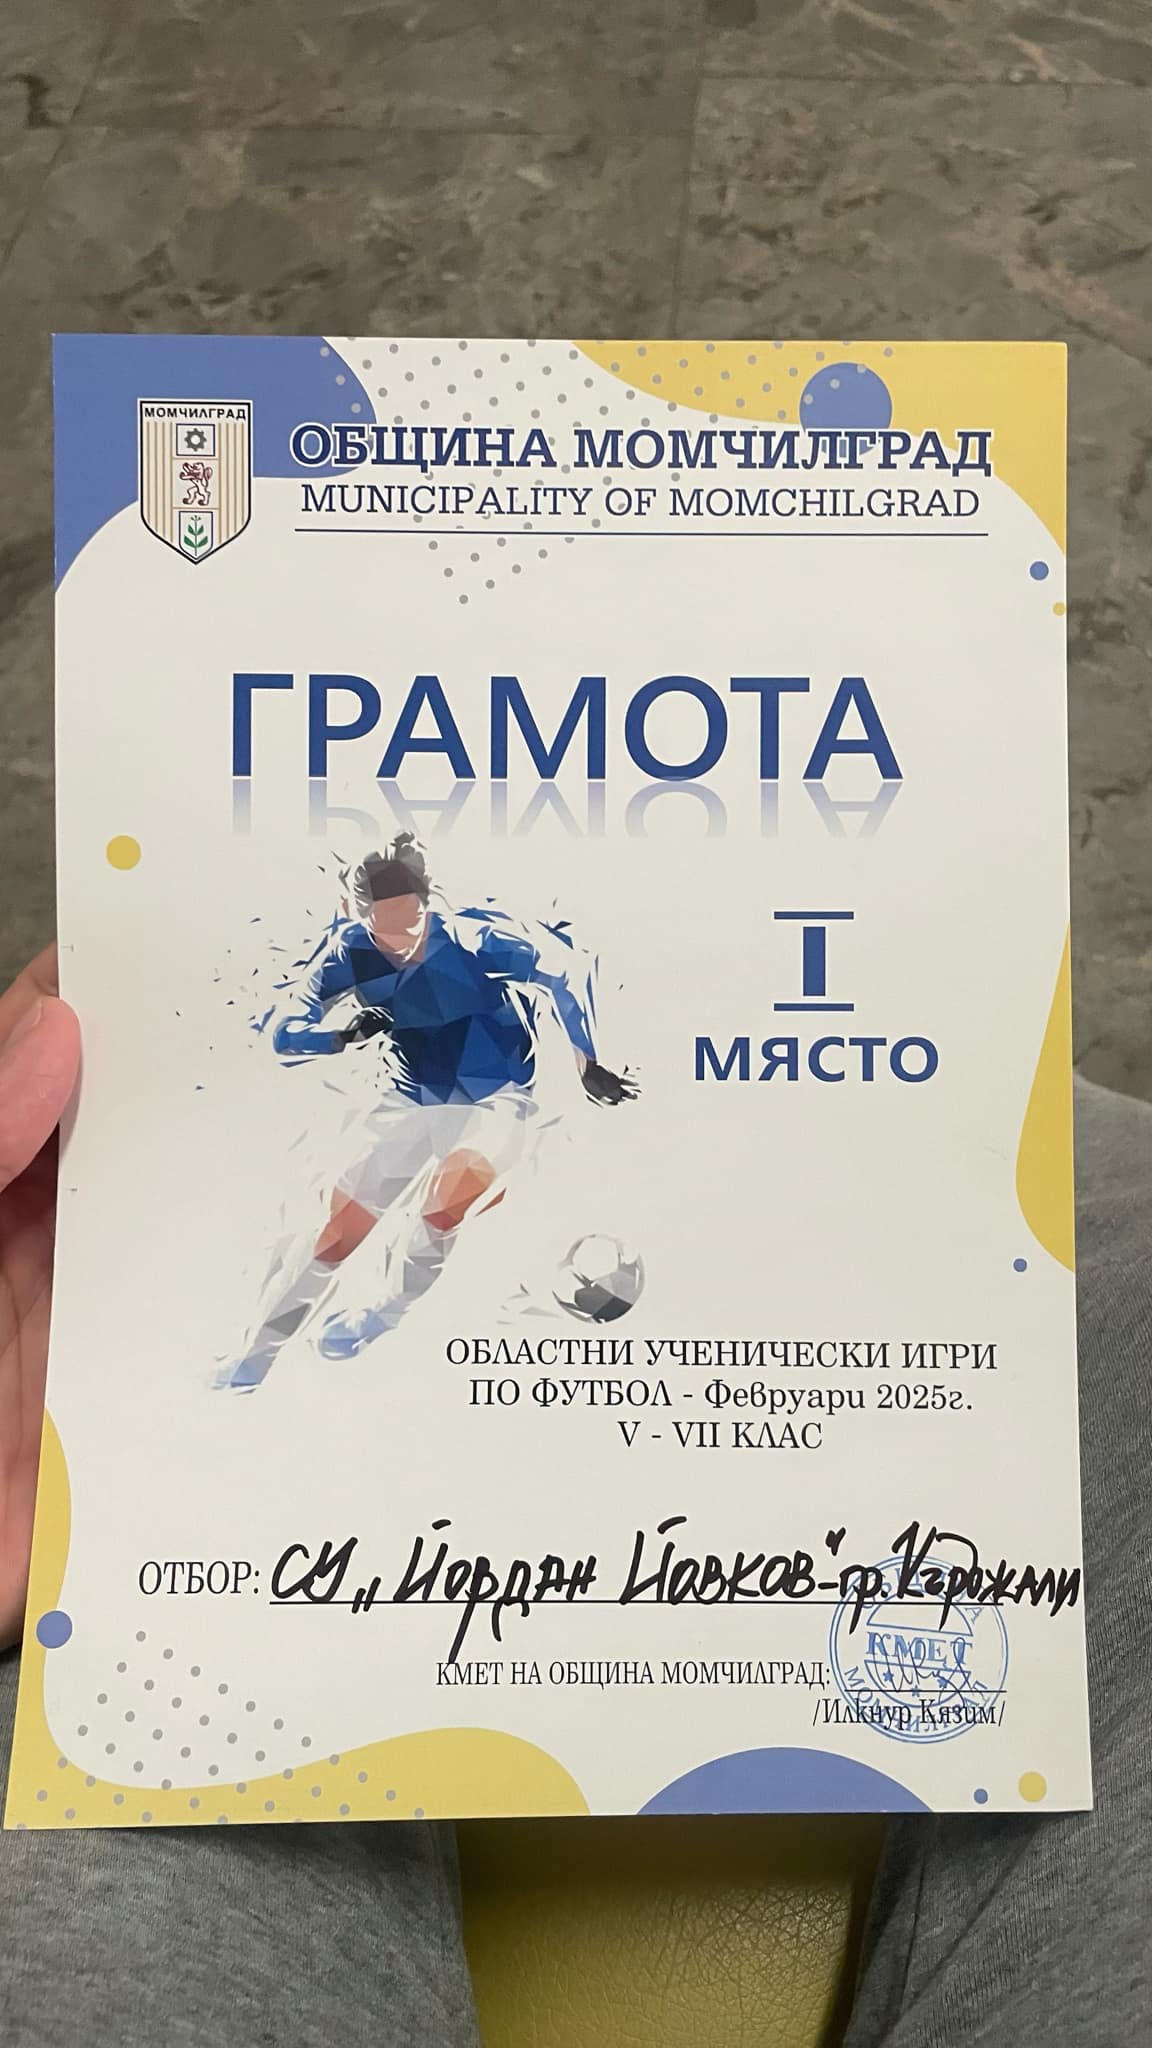 МОМЧИЛГРАД
ОБЩИНА МОМЧИЛГРАД
MUNICIPALITY OF MOMCHILGRAD
ГРАМОТА
I
МЯСТО
ОБЛАСТНИ УЧЕНИЧЕСКИ ИГРИ
ПО ФУТБОЛ - Февруари 2025г.
V - VII КЛАС
ОТБОР: СУ „Йордан Йовков"-гр. Кърджали
КМЕТ НА ОБЩИНА МОМЧИЛГРАД:
/Илкнур Кязим/
КМЕТ
МОМЧИЛГРАД